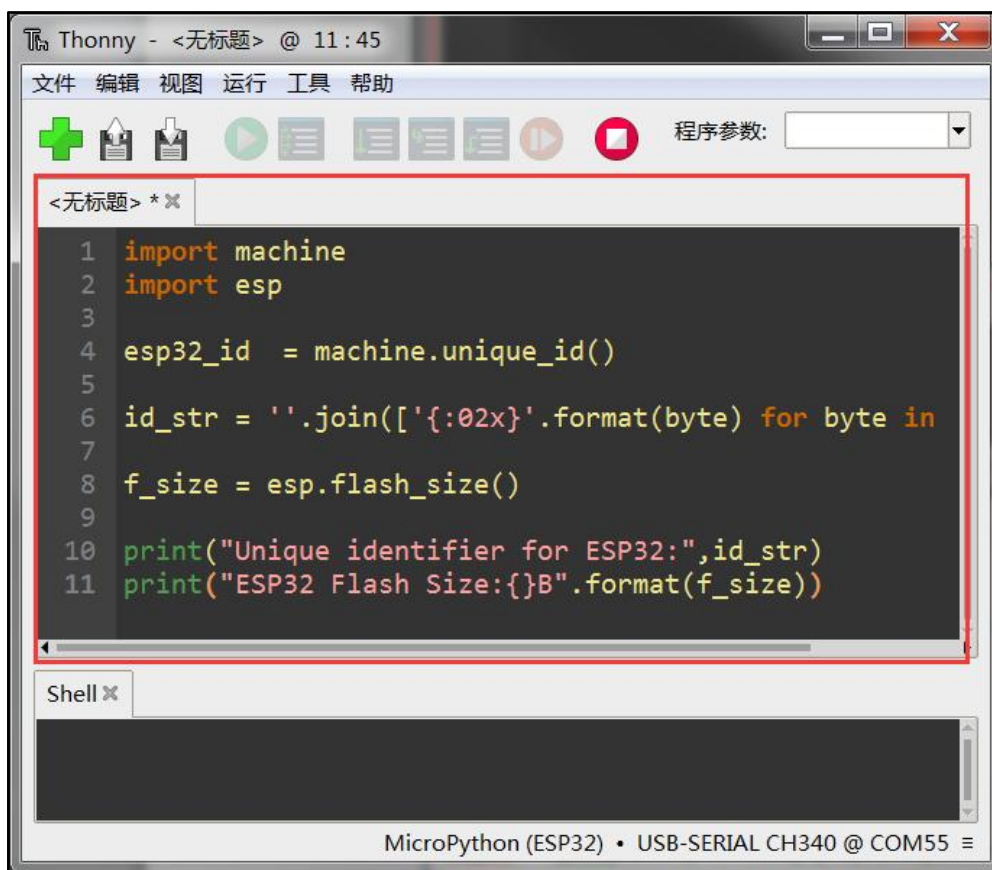 Thonny - <无标题> @ 11 : 45
文件 编辑 视图 运行 工具 帮助
程序参数:
<无标题> *
1 import machine
2 import esp
3
4 esp32_id  = machine.unique_id()
5
6 id_str = ''.join(['{:02x}'.format(byte) for byte in
7
8 f_size = esp.flash_size()
9
10 print("Unique identifier for ESP32:",id_str)
11 print("ESP32 Flash Size:{}B".format(f_size))
Shell
MicroPython (ESP32) • USB-SERIAL CH340 @ COM55 ≡